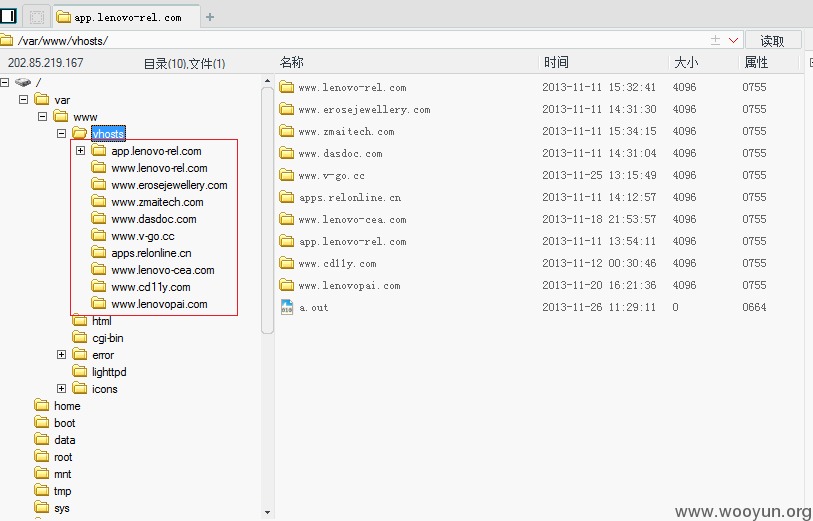 app.lenovo-rel.com
/var/www/vhosts/
读取
202.85.219.167
目录(10),文件(1)
名称
时间
大小
属性
/
var
www
vhosts
app.lenovo-rel.com
www.lenovo-rel.com
www.erosejewellery.com
www.zmaitech.com
www.dasdoc.com
www.v-go.cc
apps.relonline.cn
www.lenovo-cea.com
www.cd11y.com
www.lenovopai.com
html
cgi-bin
error
lighttpd
icons
home
boot
data
root
mnt
tmp
sys
www.lenovo-rel.com 2013-11-11 15:32:41 4096 0755
www.erosejewellery.com 2013-11-11 14:31:30 4096 0755
www.zmaitech.com 2013-11-11 15:34:15 4096 0755
www.dasdoc.com 2013-11-11 14:31:04 4096 0755
www.v-go.cc 2013-11-25 13:15:49 4096 0755
apps.relonline.cn 2013-11-11 14:12:57 4096 0755
www.lenovo-cea.com 2013-11-18 21:53:57 4096 0755
app.lenovo-rel.com 2013-11-11 13:54:11 4096 0755
www.cd11y.com 2013-11-12 00:30:46 4096 0755
www.lenovopai.com 2013-11-20 16:21:36 4096 0755
a.out 2013-11-26 11:29:11 0 0664
www.wooyun.org